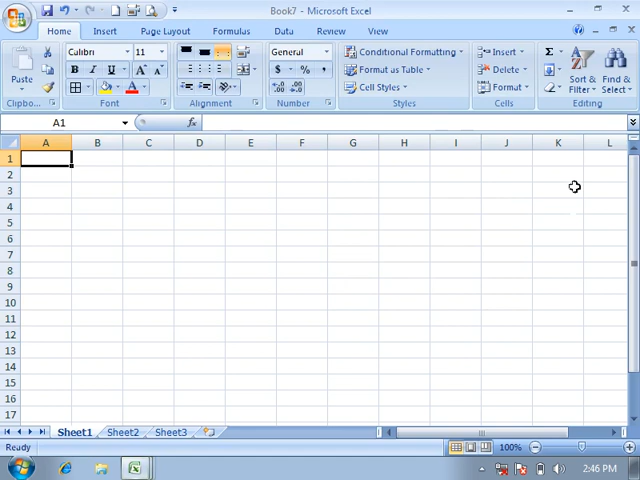 Book7 - Microsoft Excel
Home Insert Page Layout Formulas Data Review View
Paste
Calibri 11
General
Conditional Formatting
Format as Table
Cell Styles
Insert
Delete
Format
Sort & Filter
Find & Select
B I U
A A
A
$ % ,
Clipboa... Font Alignment Number Styles Cells Editing
A1 fx
A B C D E F G H I J K L
1
2
3
4
5
6
7
8
9
10
11
12
13
14
15
16
17
Sheet1 Sheet2 Sheet3
Ready 100%
2:46 PM